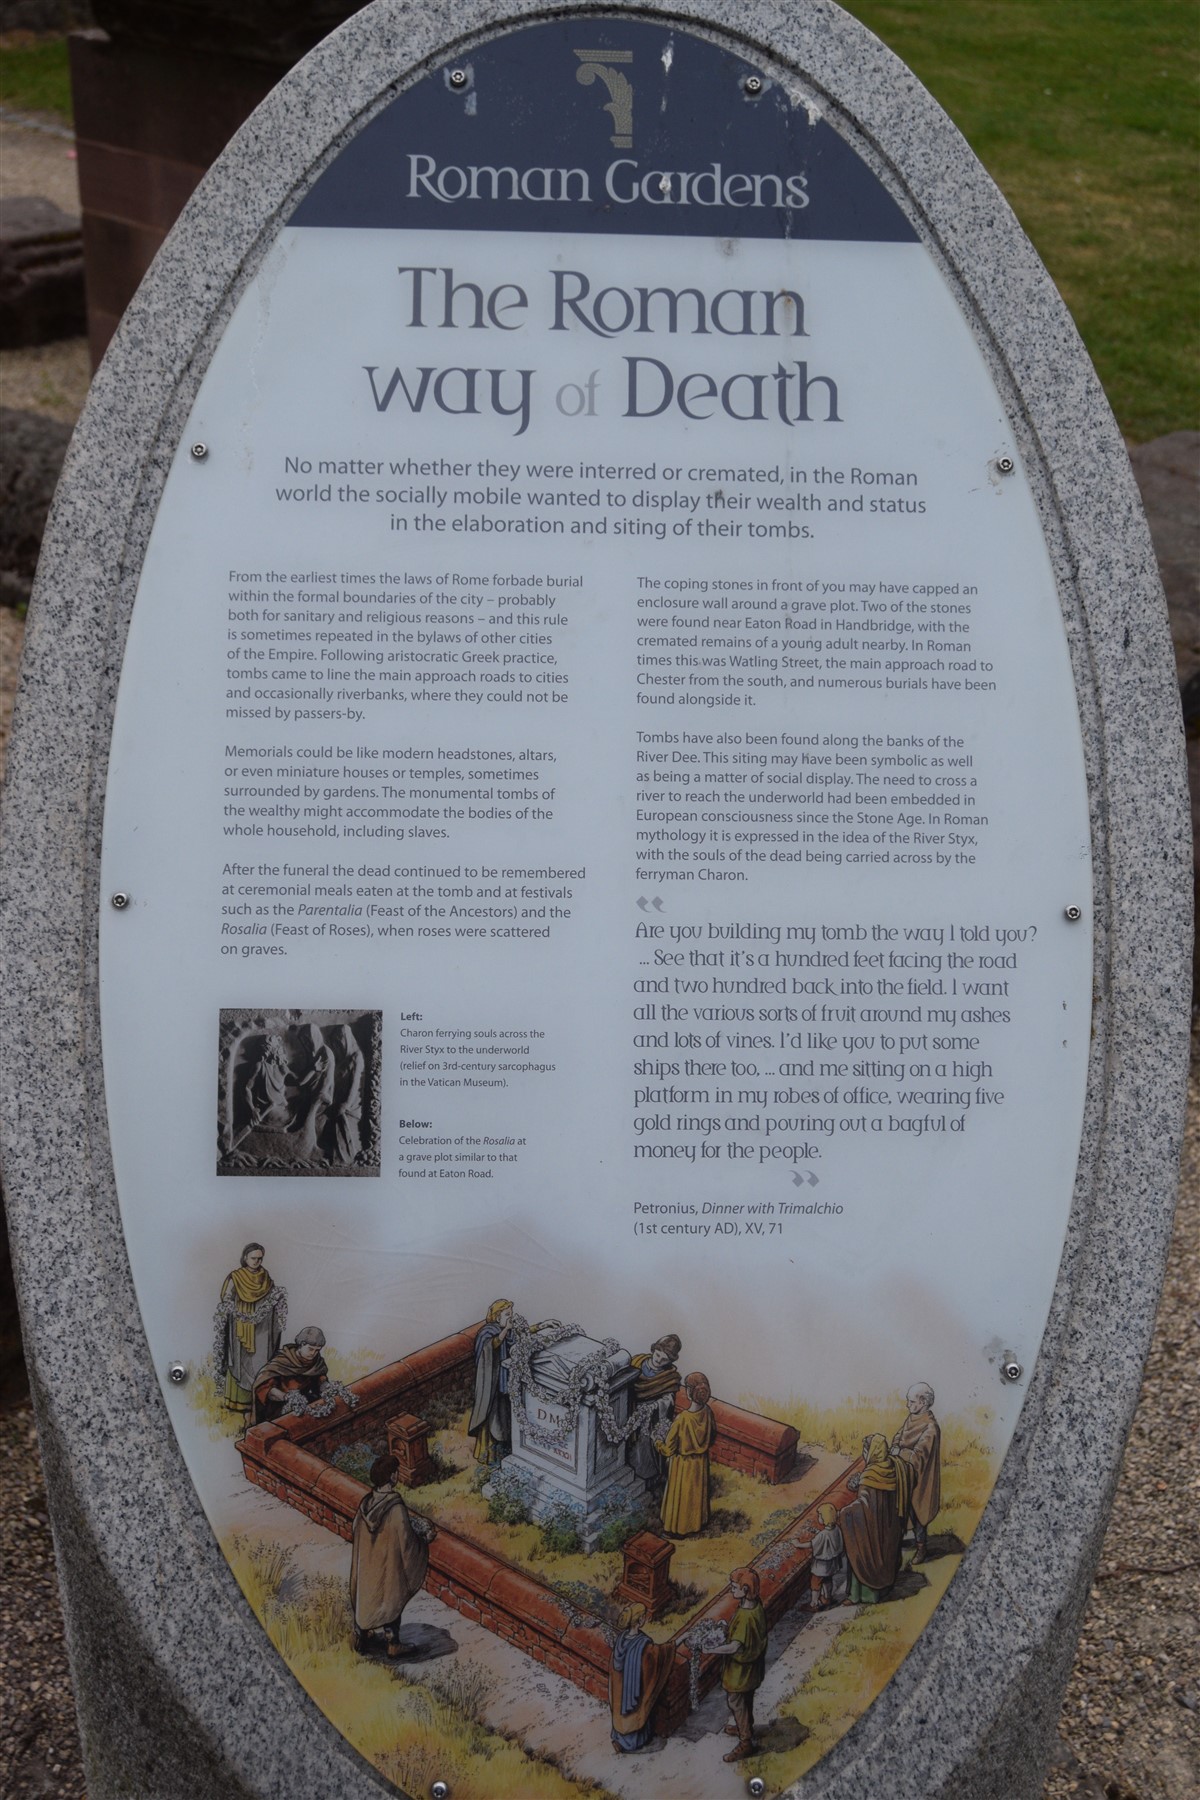 Roman Gardens
The Roman
way of Death
No matter whether they were interred or cremated, in the Roman
world the socially mobile wanted to display their wealth and status
in the elaboration and siting of their tombs.
From the earliest times the laws of Rome forbade burial
within the formal boundaries of the city – probably
both for sanitary and religious reasons – and this rule
is sometimes repeated in the bylaws of other cities
of the Empire. Following aristocratic Greek practice,
tombs came to line the main approach roads to cities
and occasionally riverbanks, where they could not be
missed by passers-by.
Memorials could be like modern headstones, altars,
or even miniature houses or temples, sometimes
surrounded by gardens. The monumental tombs of
the wealthy might accommodate the bodies of the
whole household, including slaves.
After the funeral the dead continued to be remembered
at ceremonial meals eaten at the tomb and at festivals
such as the Parentalia (Feast of the Ancestors) and the
Rosalia (Feast of Roses), when roses were scattered
on graves.
Left:
Charon ferrying souls across the
River Styx to the underworld
(relief on 3rd-century sarcophagus
in the Vatican Museum).
Below:
Celebration of the Rosalia at
a grave plot similar to that
found at Eaton Road.
The coping stones in front of you may have capped an
enclosure wall around a grave plot. Two of the stones
were found near Eaton Road in Handbridge, with the
cremated remains of a young adult nearby. In Roman
times this was Watling Street, the main approach road to
Chester from the south, and numerous burials have been
found alongside it.
Tombs have also been found along the banks of the
River Dee. This siting may have been symbolic as well
as being a matter of social display. The need to cross a
river to reach the underworld had been embedded in
European consciousness since the Stone Age. In Roman
mythology it is expressed in the idea of the River Styx,
with the souls of the dead being carried across by the
ferryman Charon.
“
Are you building my tomb the way I told you?
... See that it's a hundred feet facing the road
and two hundred back into the field. I want
all the various sorts of fruit around my ashes
and lots of vines. I'd like you to put some
ships there too, ... and me sitting on a high
platform in my robes of office, wearing five
gold rings and pouring out a bagful of
money for the people.
”
Petronius, Dinner with Trimalchio
(1st century AD), XV, 71
D M